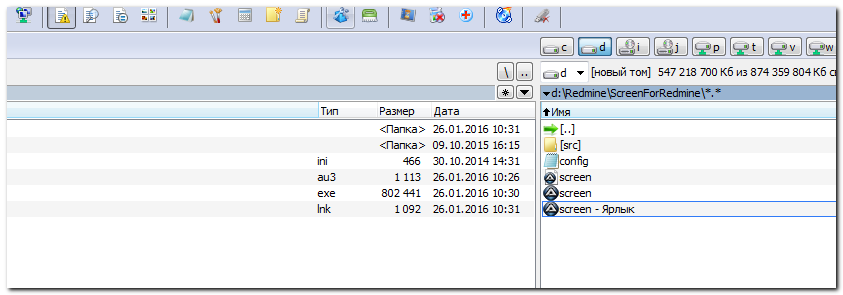 c d i j p t v w
\ ..
d [новый том] 547 218 700 Кб из 874 359 804 Кб
* d:\Redmine\ScreenForRedmine\*.*
Тип Размер Дата Имя
<Папка> 26.01.2016 10:31 [..]
<Папка> 09.10.2015 16:15 [src]
ini 466 30.10.2014 14:31 config
au3 1 113 26.01.2016 10:26 screen
exe 802 441 26.01.2016 10:30 screen
lnk 1 092 26.01.2016 10:31 screen - Ярлык